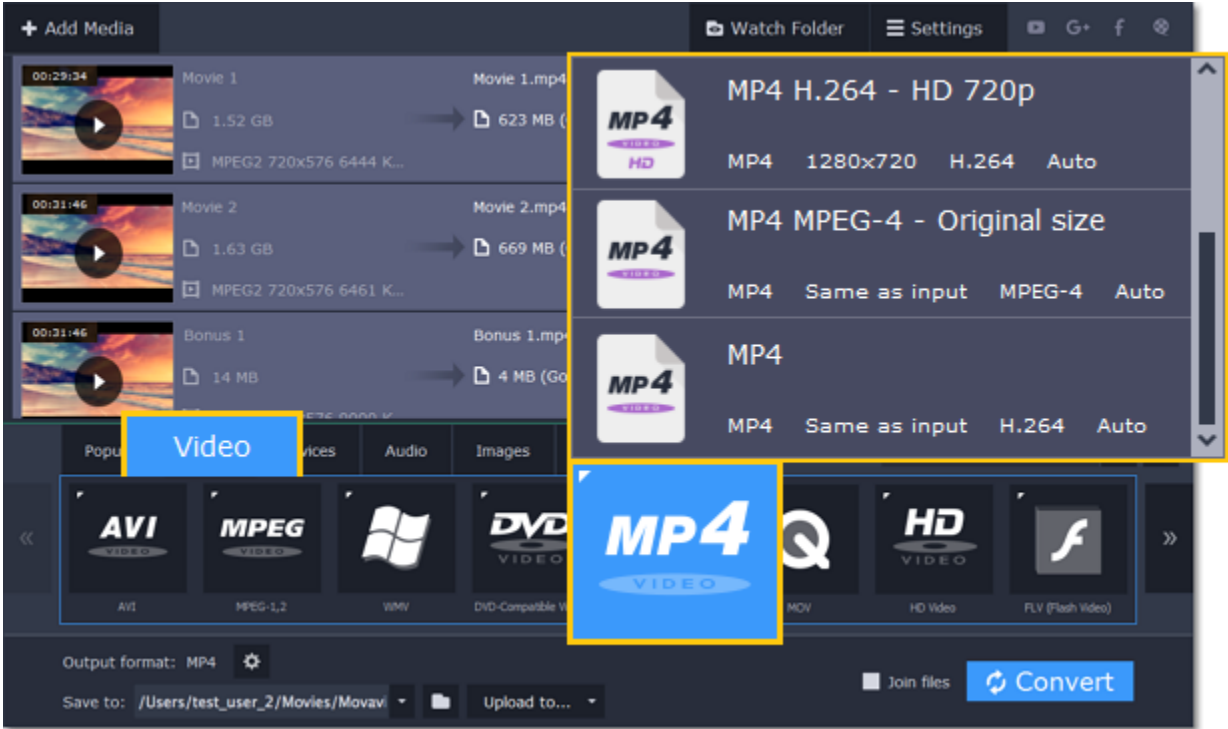 Add Media
Watch Folder
Settings
G+
f
00:29:34
Movie 1
1.52 GB
MPEG2 720x576 6444 K...
Movie 1.mp4
623 MB (
00:31:46
Movie 2
1.63 GB
MPEG2 720x576 6461 K...
Movie 2.mp4
669 MB (
00:31:46
Bonus 1
14 MB
Bonus 1.mp
4 MB (Go
MP4
VIDEO
HD
MP4 H.264 - HD 720p
MP4 1280x720 H.264 Auto
MP4
VIDEO
MP4 MPEG-4 - Original size
MP4 Same as input MPEG-4 Auto
MP4
VIDEO
MP4
MP4 Same as input H.264 Auto
Popu
Video
vices
Audio
Images
«
AVI
VIDEO
AVI
MPEG
VIDEO
MPEG-1,2
WMV
DVD
VIDEO
DVD-Compatible V
MP4
VIDEO
MOV
HD
VIDEO
HD Video
f
FLV (Flash Video)
»
Output format: MP4
Save to: /Users/test_user_2/Movies/Movavi
Upload to...
Join files
Convert